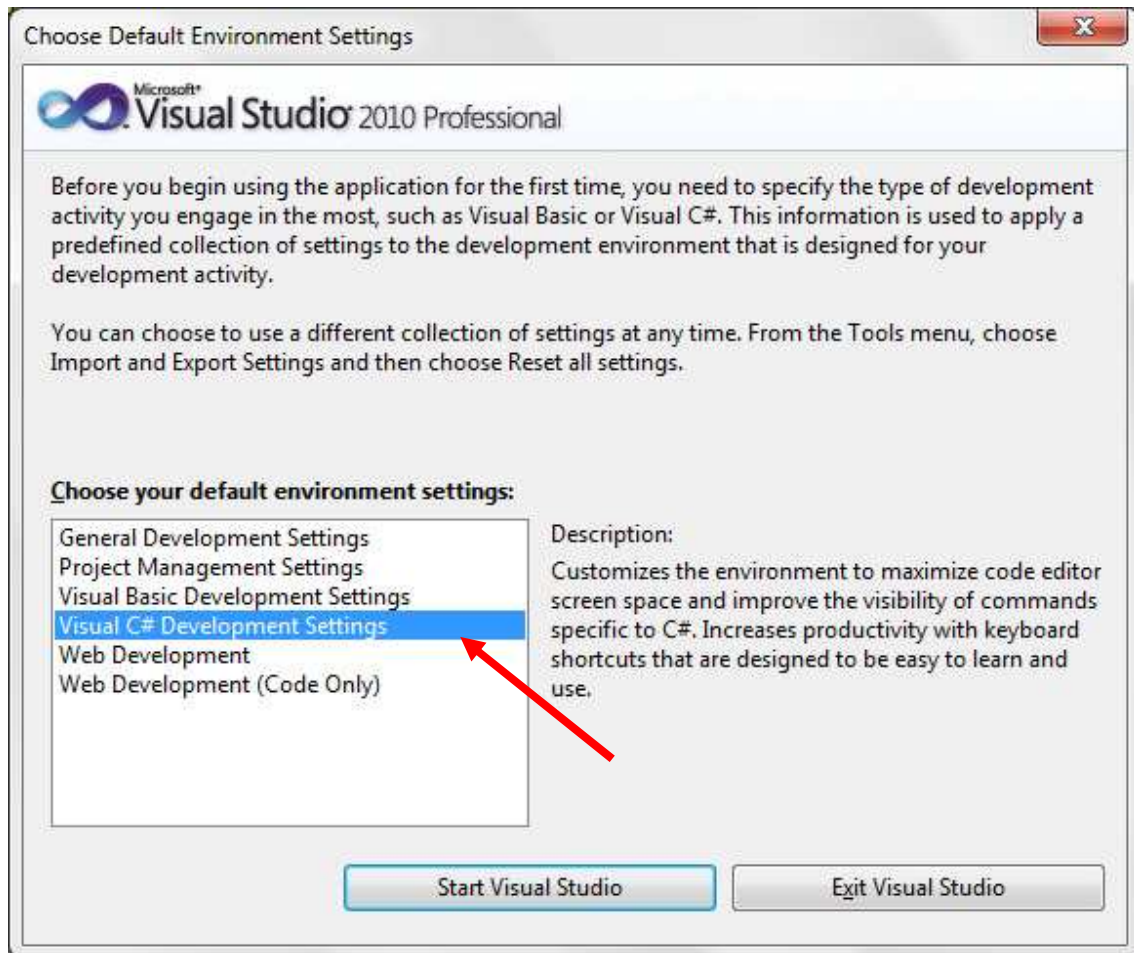 Choose Default Environment Settings
Microsoft®
Visual Studio 2010 Professional
Before you begin using the application for the first time, you need to specify the type of development
activity you engage in the most, such as Visual Basic or Visual C#. This information is used to apply a
predefined collection of settings to the development environment that is designed for your
development activity.
You can choose to use a different collection of settings at any time. From the Tools menu, choose
Import and Export Settings and then choose Reset all settings.
Choose your default environment settings:
General Development Settings
Project Management Settings
Visual Basic Development Settings
Visual C# Development Settings
Web Development
Web Development (Code Only)
Description:
Customizes the environment to maximize code editor
screen space and improve the visibility of commands
specific to C#. Increases productivity with keyboard
shortcuts that are designed to be easy to learn and
use.
Start Visual Studio
Exit Visual Studio